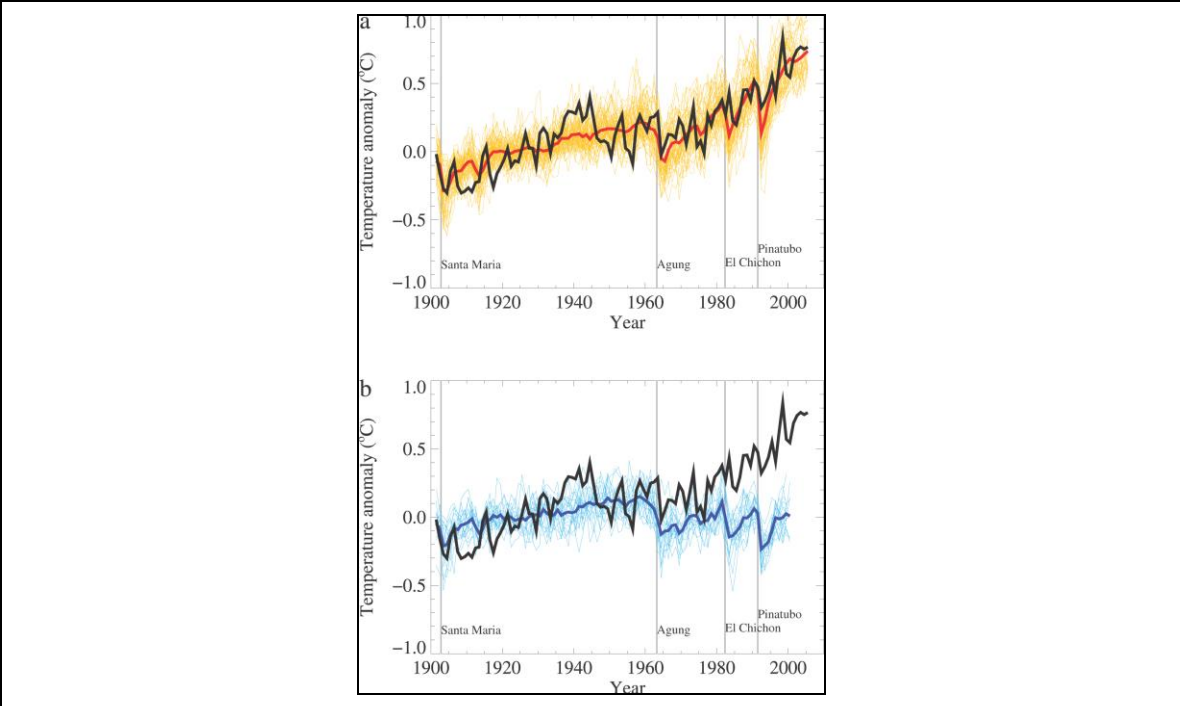 a
1.0
0.5
0.0
−0.5
−1.0
Temperature anomaly (°C)
Santa Maria
Agung
El Chichon
Pinatubo
1900 1920 1940 1960 1980 2000
Year
b
1.0
0.5
0.0
−0.5
−1.0
Temperature anomaly (°C)
Santa Maria
Agung
El Chichon
Pinatubo
1900 1920 1940 1960 1980 2000
Year